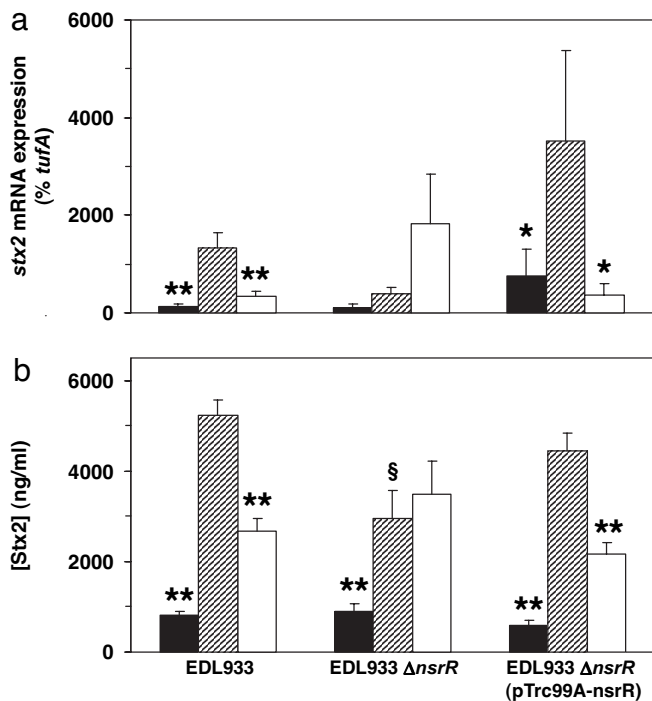 a
stx2 mRNA expression
(% tufA)
6000
4000
2000
0
**
**
*
*
b
[Stx2] (ng/ml)
6000
4000
2000
0
**
**
**
§
**
**
EDL933
EDL933 ΔnsrR
EDL933 ΔnsrR
(pTrc99A-nsrR)